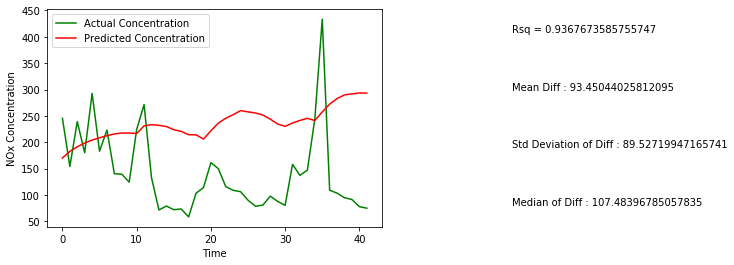 Actual Concentration
Predicted Concentration
450
400
350
300
250
200
150
100
50
NOx Concentration
0
10
20
30
40
Time
Rsq = 0.9367673585755747
Mean Diff : 93.45044025812095
Std Deviation of Diff : 89.52719947165741
Median of Diff : 107.48396785057835